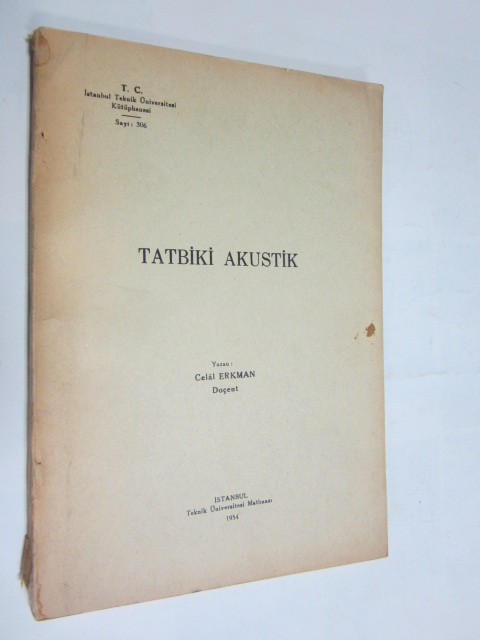 T. C.
İstanbul Teknik Üniversitesi
Kütüphanesi
Sayı: 306
TATBİKİ AKUSTİK
Yazan:
Celâl ERKMAN
Doçent
İSTANBUL
Teknik Üniversitesi Matbaası
1954